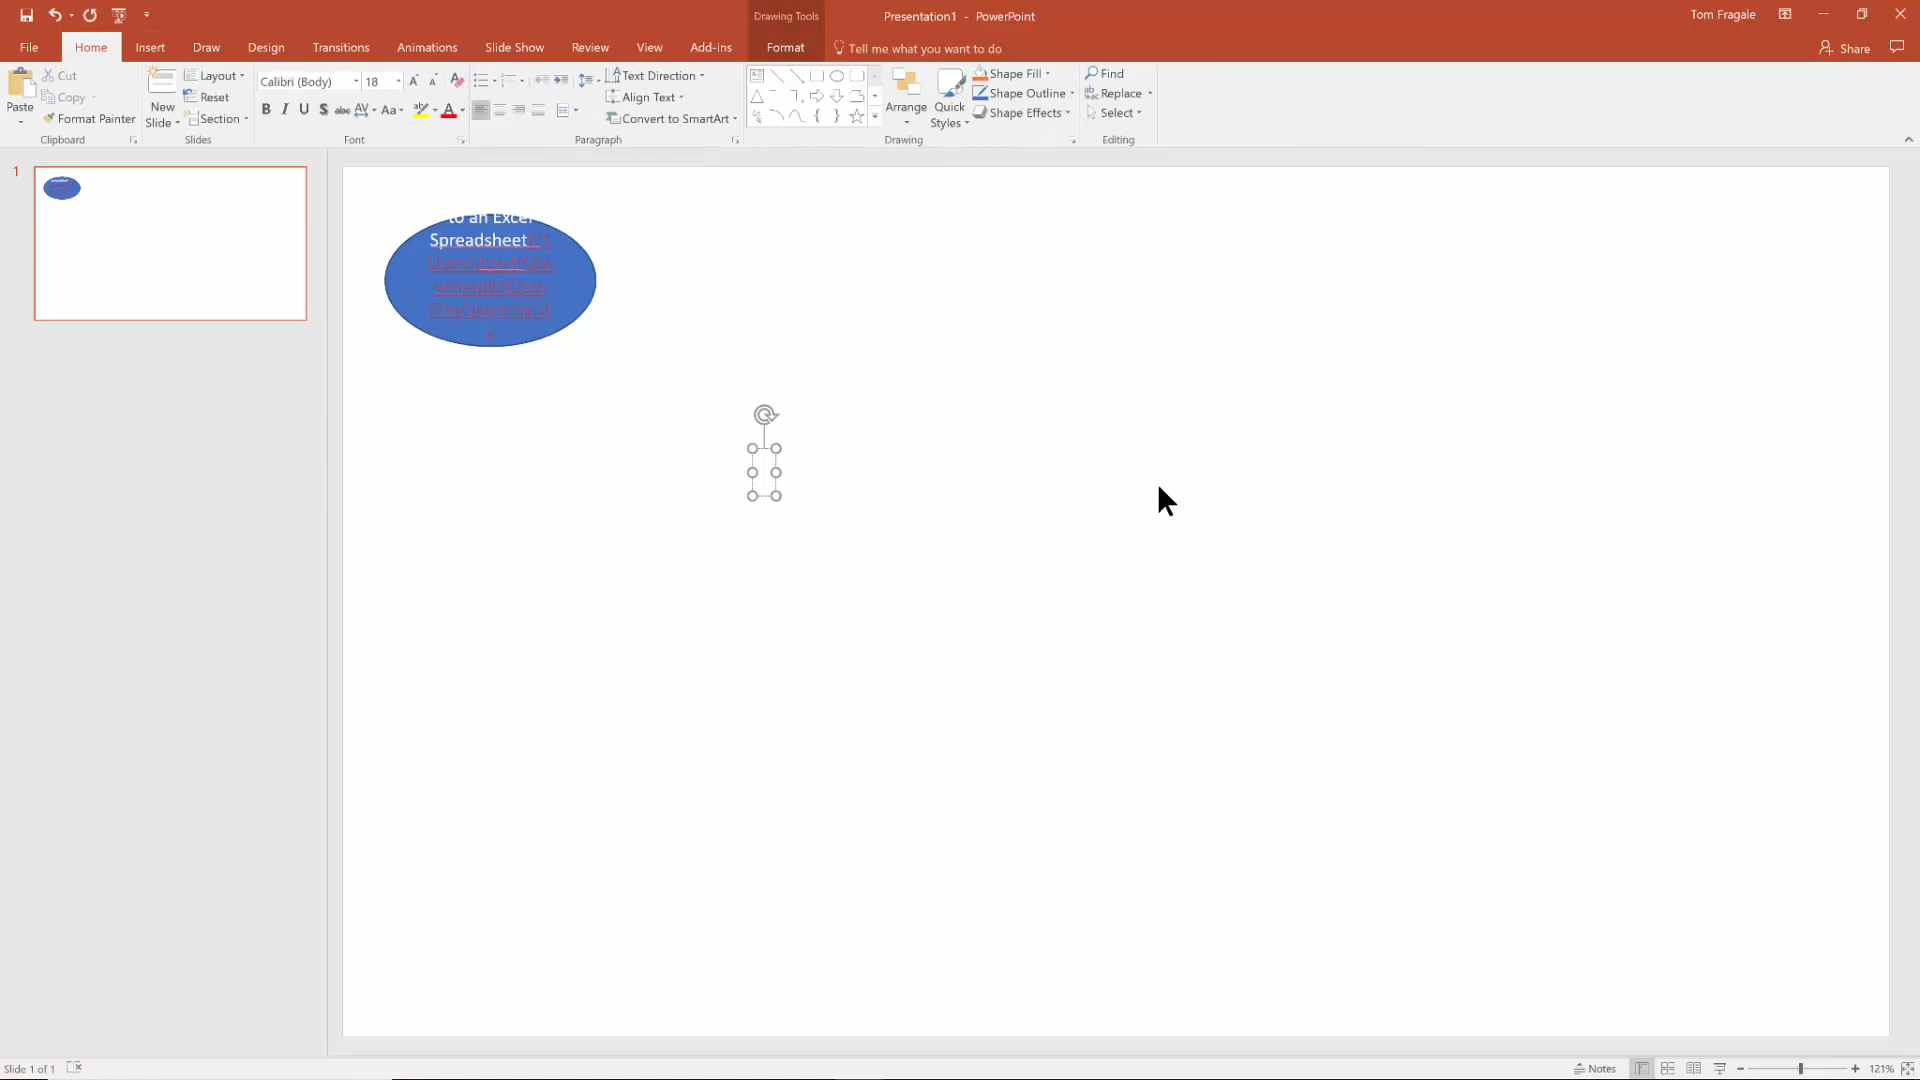 Drawing Tools
Presentation1 - PowerPoint
Tom Fragale
File
Home
Insert
Draw
Design
Transitions
Animations
Slide Show
Review
View
Add-ins
Format
Tell me what you want to do
Share
Paste
Cut
Copy
Format Painter
Clipboard
New
Slide
Layout
Reset
Section
Slides
Calibri (Body)
18
Font
Text Direction
Align Text
Convert to SmartArt
Paragraph
Arrange
Quick
Styles
Shape Fill
Shape Outline
Shape Effects
Drawing
Find
Replace
Select
Editing
1
to an Excel
Spreadsheet
Slide 1 of 1
Notes
121%